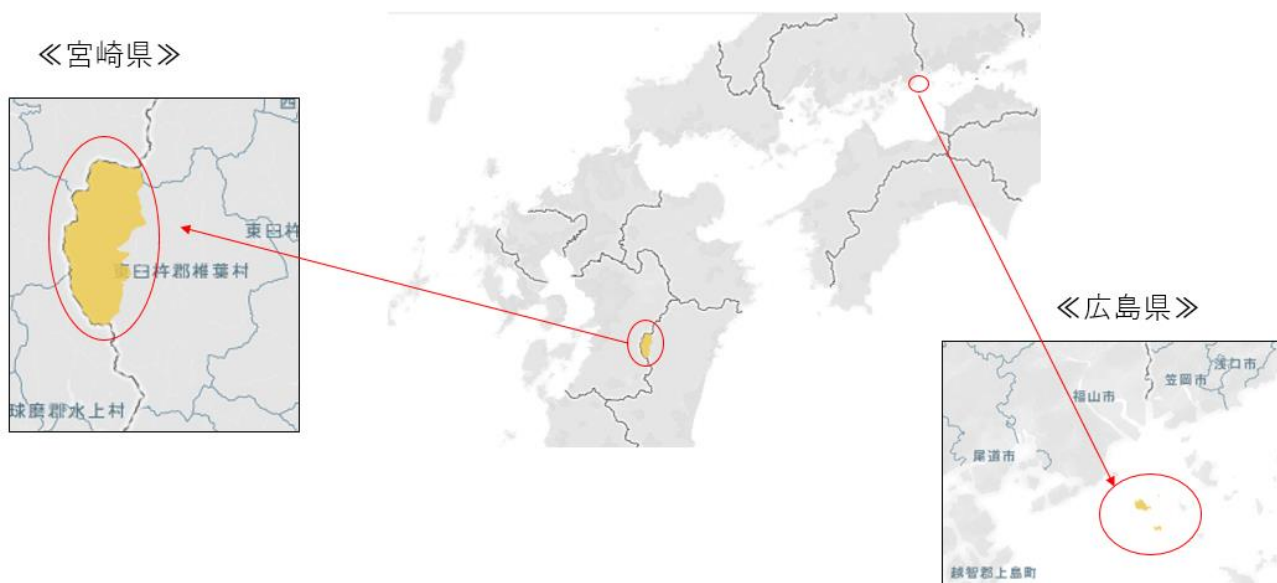 ≪宮崎県≫
西
東臼杵
東臼杵郡椎葉村
球磨郡水上村
≪広島県≫
浅口市
笠岡市
福山市
尾道市
越智郡上島町